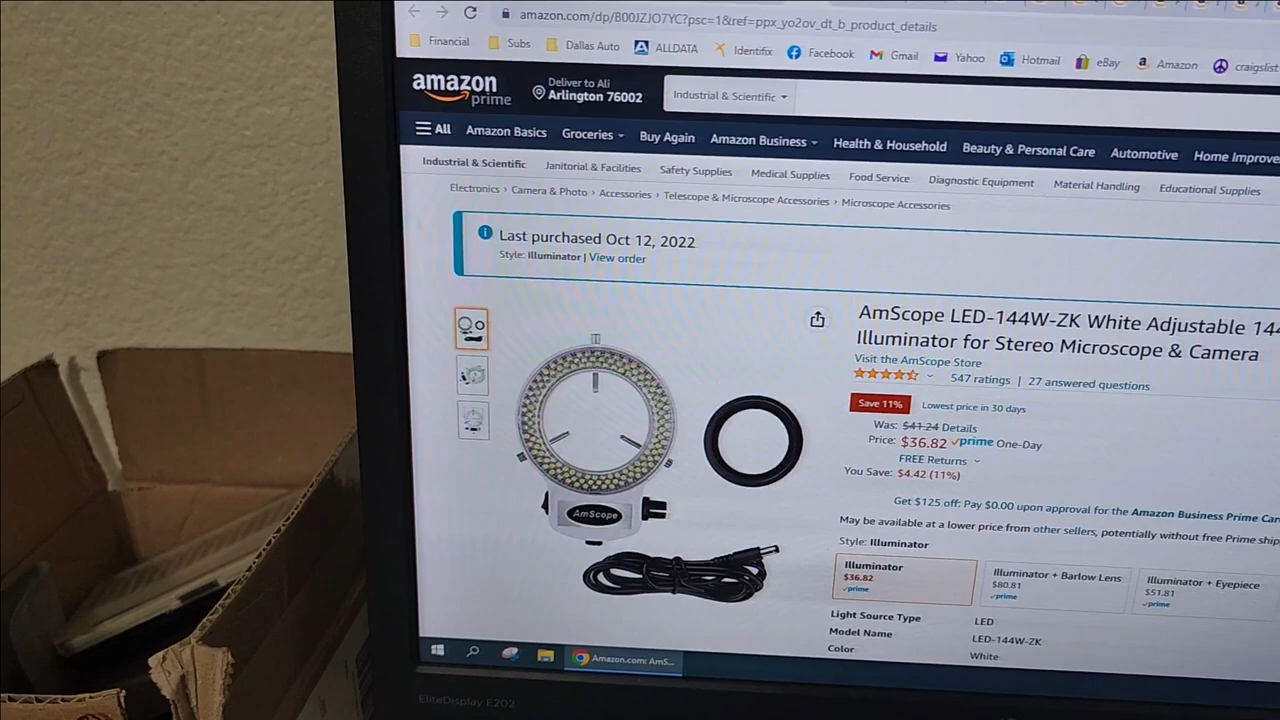 amazon.com/dp/B00JZJO7YC?psc=1&ref=ppx_yo2ov_dt_b_product_details
Financial Subs Dallas Auto ALLDATA Identifix Facebook Gmail Yahoo Hotmail eBay Amazon craigslist
amazon prime
Deliver to Ali
Arlington 76002
Industrial & Scientific
All Amazon Basics Groceries Buy Again Amazon Business Health & Household Beauty & Personal Care Automotive Home Improve
Industrial & Scientific Janitorial & Facilities Safety Supplies Medical Supplies Food Service Diagnostic Equipment Material Handling Educational Supplies
Electronics › Camera & Photo › Accessories › Telescope & Microscope Accessories › Microscope Accessories
Last purchased Oct 12, 2022
Style: Illuminator | View order
AmScope LED-144W-ZK White Adjustable 144
Illuminator for Stereo Microscope & Camera
Visit the AmScope Store
547 ratings | 27 answered questions
Save 11% Lowest price in 30 days
Was: $41.24 Details
Price: $36.82 prime One-Day
FREE Returns
You Save: $4.42 (11%)
Get $125 off: Pay $0.00 upon approval for the Amazon Business Prime Car
May be available at a lower price from other sellers, potentially without free Prime ship
Style: Illuminator
Illuminator
$36.82
prime
Illuminator + Barlow Lens
$80.81
prime
Illuminator + Eyepiece
$51.81
prime
Light Source Type LED
Model Name LED-144W-ZK
Color White
AmScope
Amazon.com: AmS...
EliteDisplay E202